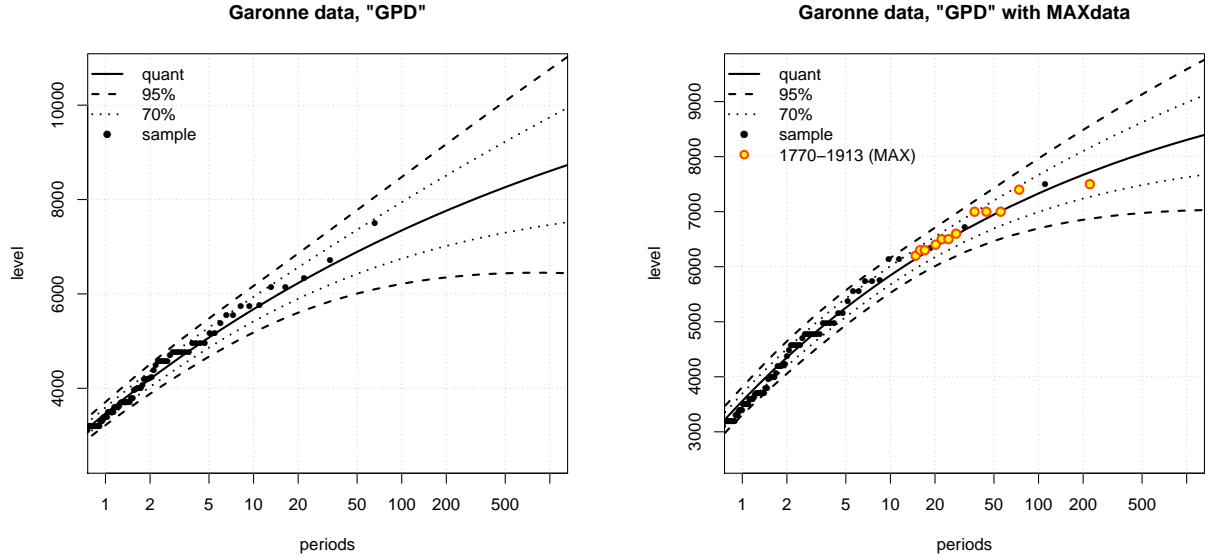 Garonne data, "GPD"
level
10000
8000
6000
4000
quant
95%
70%
sample
1 2 5 10 20 50 100 200 500
periods
Garonne data, "GPD" with MAXdata
level
9000
8000
7000
6000
5000
4000
3000
quant
95%
70%
sample
1770−1913 (MAX)
1 2 5 10 20 50 100 200 500
periods